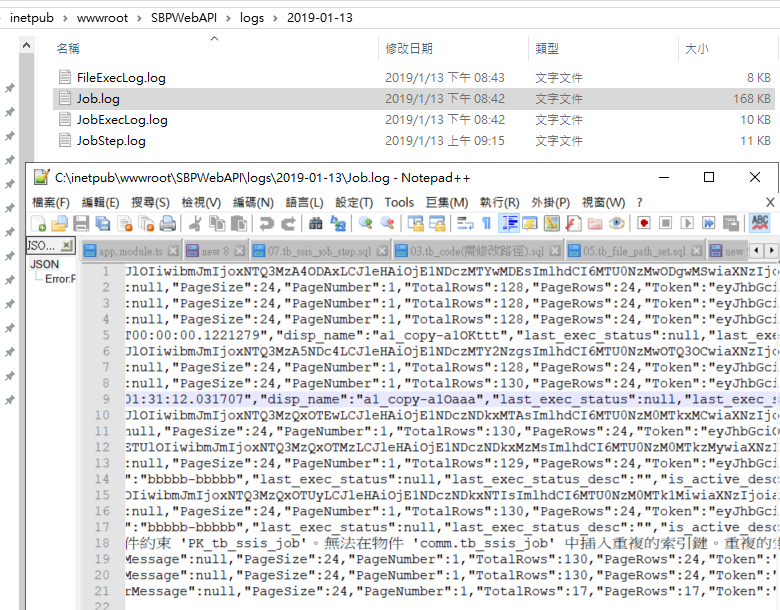 inetpub › wwwroot › SBPWebAPI › logs › 2019-01-13
名稱 修改日期 類型 大小
FileExecLog.log 2019/1/13 下午 08:43 文字文件 8 KB
Job.log 2019/1/13 下午 08:42 文字文件 168 KB
JobExecLog.log 2019/1/13 下午 08:42 文字文件 10 KB
JobStep.log 2019/1/13 上午 09:15 文字文件 11 KB
C:\inetpub\wwwroot\SBPWebAPI\logs\2019-01-13\Job.log - Notepad++
檔案(F) 編輯(E) 搜尋(S) 檢視(V) 編碼(N) 語言(L) 設定(T) Tools 巨集(M) 執行(R) 外掛(P) 視窗(W) ? X
JSO... app.module.ts new 8 07.tb_ssis_job_step.sql 03.tb_code(需修改路徑).sql 05.tb_file_path_set.sql new
JSON
Error:F
1 JlOIiwibmJmIjoxNTQ3MzA4ODAxLCJleHAiOjE1NDczMTYwMDEsImlhdCI6MTU0NzMwODgwMSwiaXNzIjo
2 :null,"PageSize":24,"PageNumber":1,"TotalRows":128,"PageRows":24,"Token":"eyJhbGci
3 :null,"PageSize":24,"PageNumber":1,"TotalRows":128,"PageRows":24,"Token":"eyJhbGci
4 :null,"PageSize":24,"PageNumber":1,"TotalRows":128,"PageRows":24,"Token":"eyJhbGci
5 T00:00:00.1221279","disp_name":"a1_copy-a1OKttt","last_exec_status":null,"last_exe
6 JlOIiwibmJmIjoxNTQ3MzA5NDc4LCJleHAiOjE1NDczMTY2NzgsImlhdCI6MTU0NzMwOTQ3OCwiaXNzIjo
7 :null,"PageSize":24,"PageNumber":1,"TotalRows":128,"PageRows":24,"Token":"eyJhbGci
8 :null,"PageSize":24,"PageNumber":1,"TotalRows":130,"PageRows":24,"Token":"eyJhbGci
9 01:31:12.031707","disp_name":"a1_copy-a1Oaaa","last_exec_status":null,"last_exec_s
10 JlOIiwibmJmIjoxNTQ3MzQxOTEwLCJleHAiOjE1NDczNDkxMTAsImlhdCI6MTU0NzM0MTkxMCwiaXNzIjo
11 null,"PageSize":24,"PageNumber":1,"TotalRows":130,"PageRows":24,"Token":"eyJhbGciO
12 ETUlOIiwibmJmIjoxNTQ3MzQxOTMzLCJleHAiOjE1NDczNDkxMzMsImlhdCI6MTU0NzM0MTkzMywiaXNzI
13 :null,"PageSize":24,"PageNumber":1,"TotalRows":129,"PageRows":24,"Token":"eyJhbGci
14 ":"bbbbb-bbbbb","last_exec_status":null,"last_exec_status_desc":"","is_active_desc
15 OIiwibmJmIjoxNTQ3MzQxOTUyLCJleHAiOjE1NDczNDkxNTIsImlhdCI6MTU0NzM0MTk1MiwiaXNzIjoia
16 :null,"PageSize":24,"PageNumber":1,"TotalRows":130,"PageRows":24,"Token":"eyJhbGci
17 ":"bbbbb-bbbbb","last_exec_status":null,"last_exec_status_desc":"","is_active_desc
18 件約束 'PK_tb_ssis_job'。無法在物件 'comm.tb_ssis_job' 中插入重複的索引鍵。重複的
19 Message":null,"PageSize":24,"PageNumber":1,"TotalRows":130,"PageRows":24,"Token":"
20 Message":null,"PageSize":24,"PageNumber":1,"TotalRows":130,"PageRows":24,"Token":"
21 rMessage":null,"PageSize":24,"PageNumber":1,"TotalRows":17,"PageRows":17,"Token":"
22